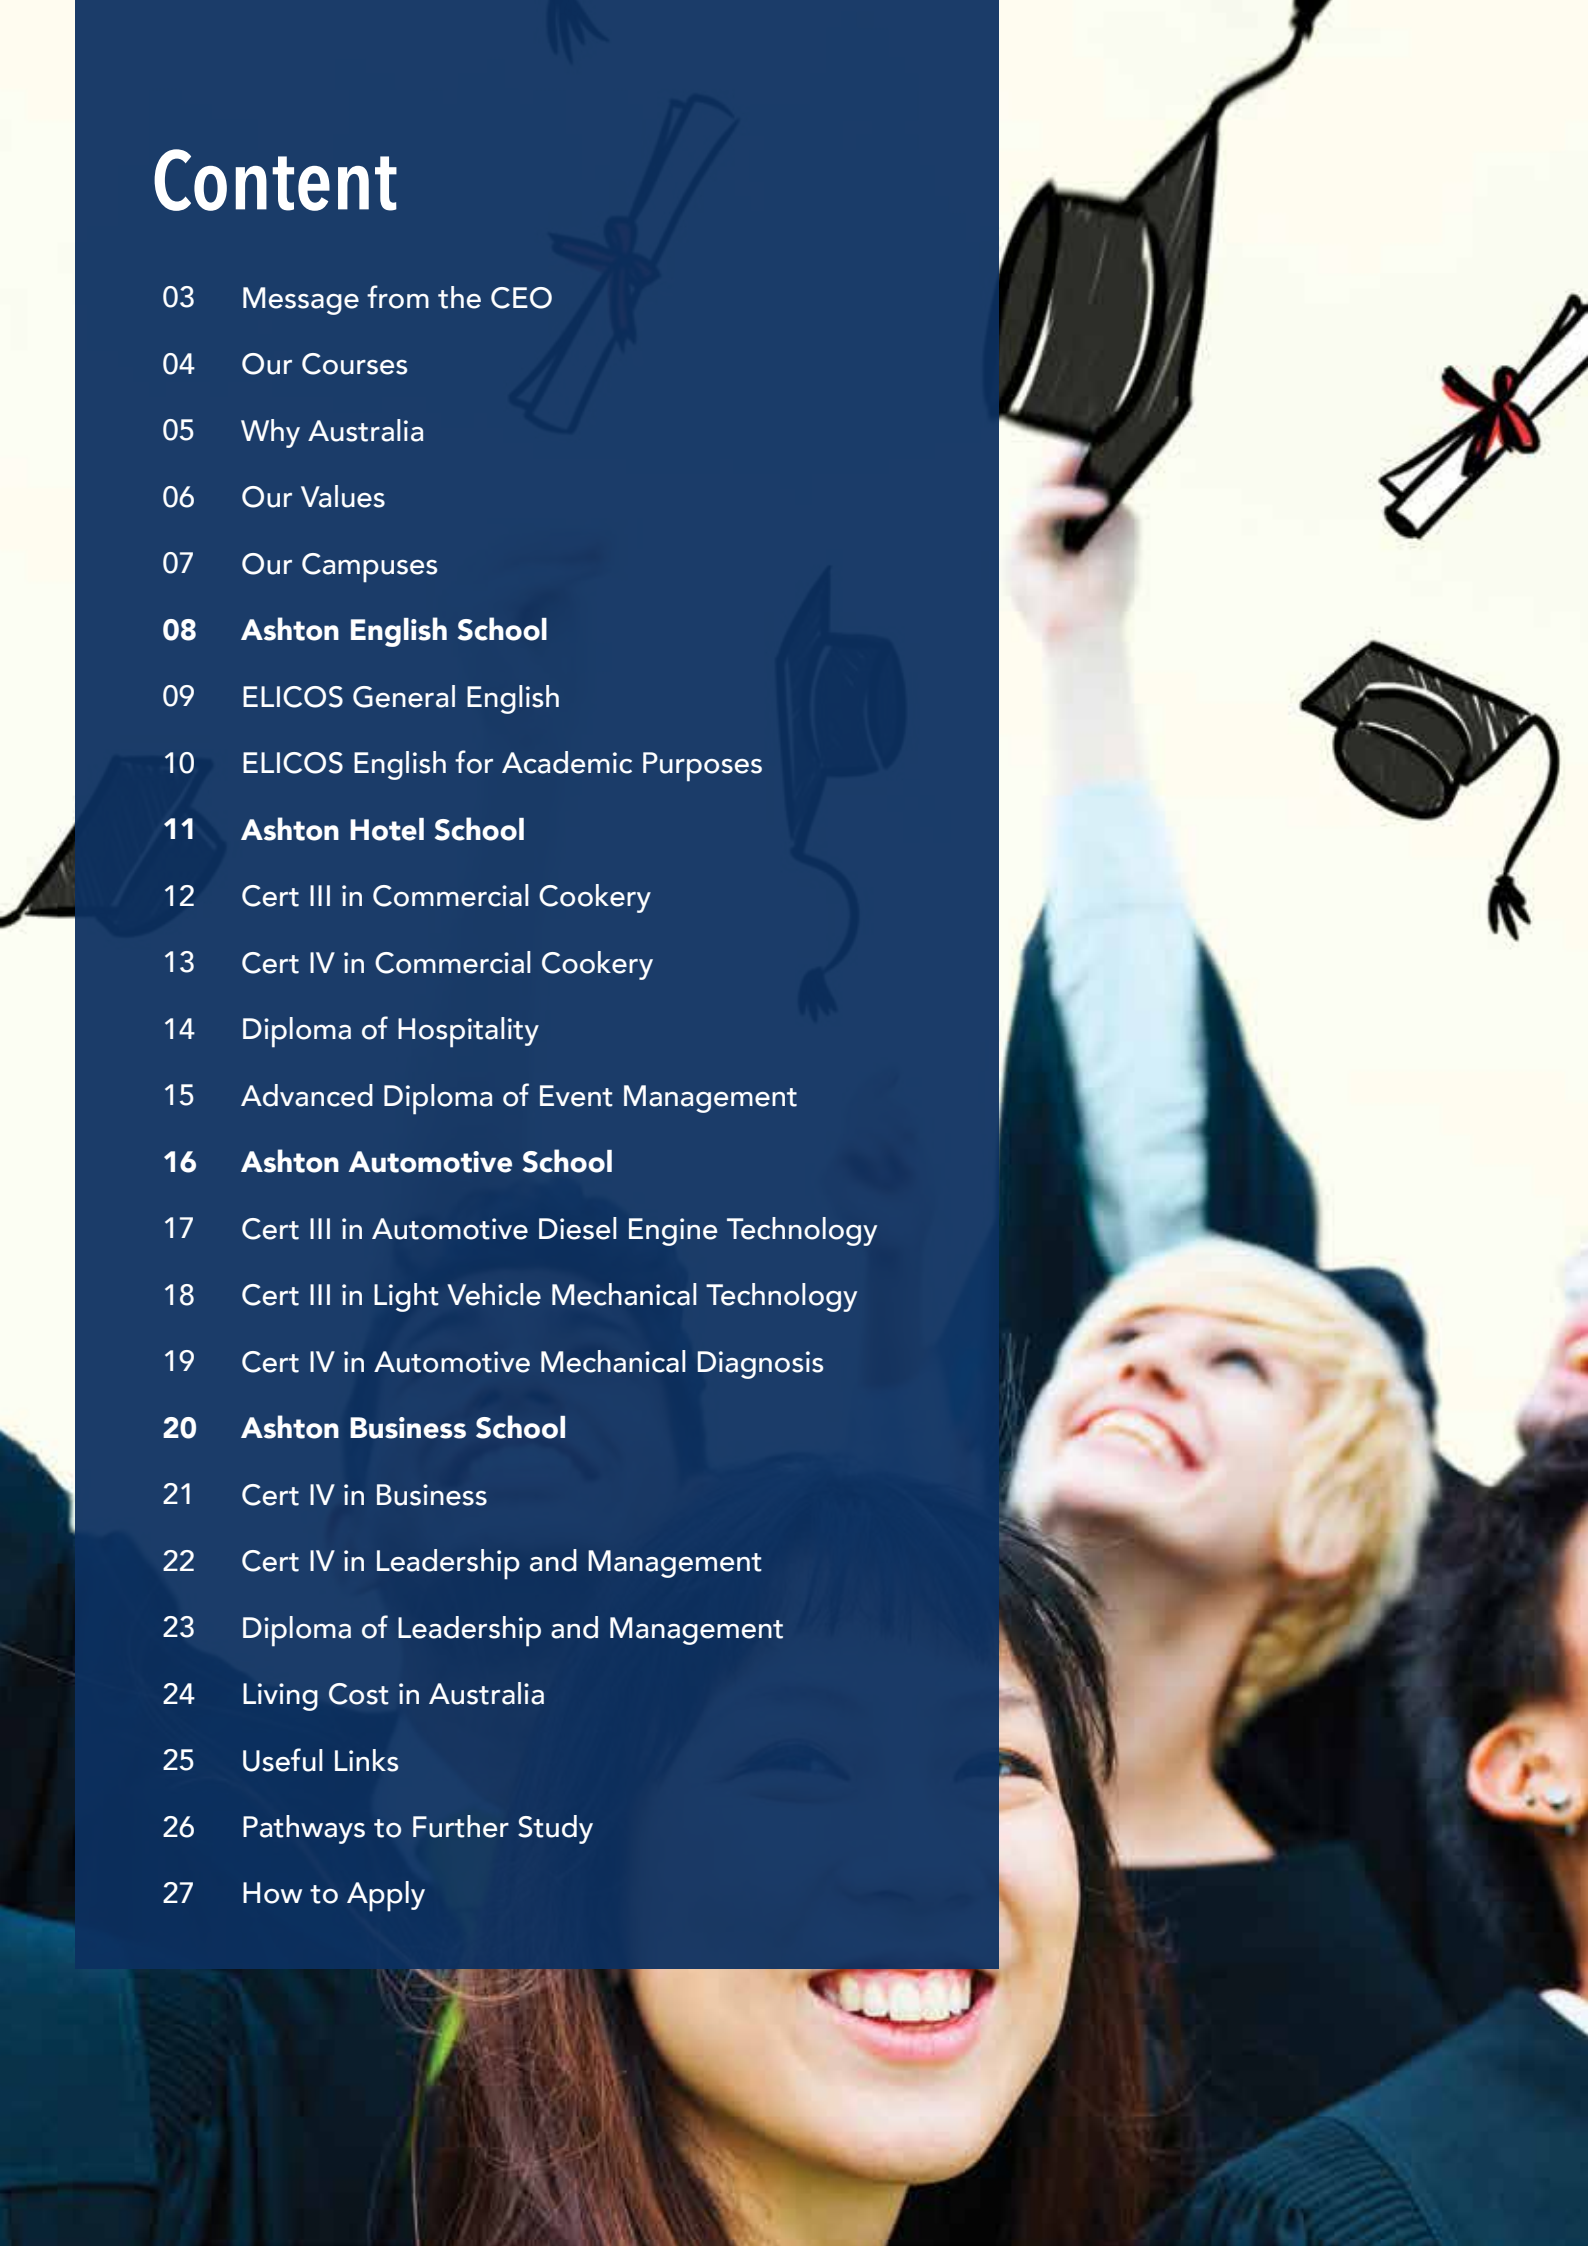 Content
03 Message from the CEO
04 Our Courses
05 Why Australia
06 Our Values
07 Our Campuses
08 Ashton English School
09 ELICOS General English
10 ELICOS English for Academic Purposes
11 Ashton Hotel School
12 Cert III in Commercial Cookery
13 Cert IV in Commercial Cookery
14 Diploma of Hospitality
15 Advanced Diploma of Event Management
16 Ashton Automotive School
17 Cert III in Automotive Diesel Engine Technology
18 Cert III in Light Vehicle Mechanical Technology
19 Cert IV in Automotive Mechanical Diagnosis
20 Ashton Business School
21 Cert IV in Business
22 Cert IV in Leadership and Management
23 Diploma of Leadership and Management
24 Living Cost in Australia
25 Useful Links
26 Pathways to Further Study
27 How to Apply